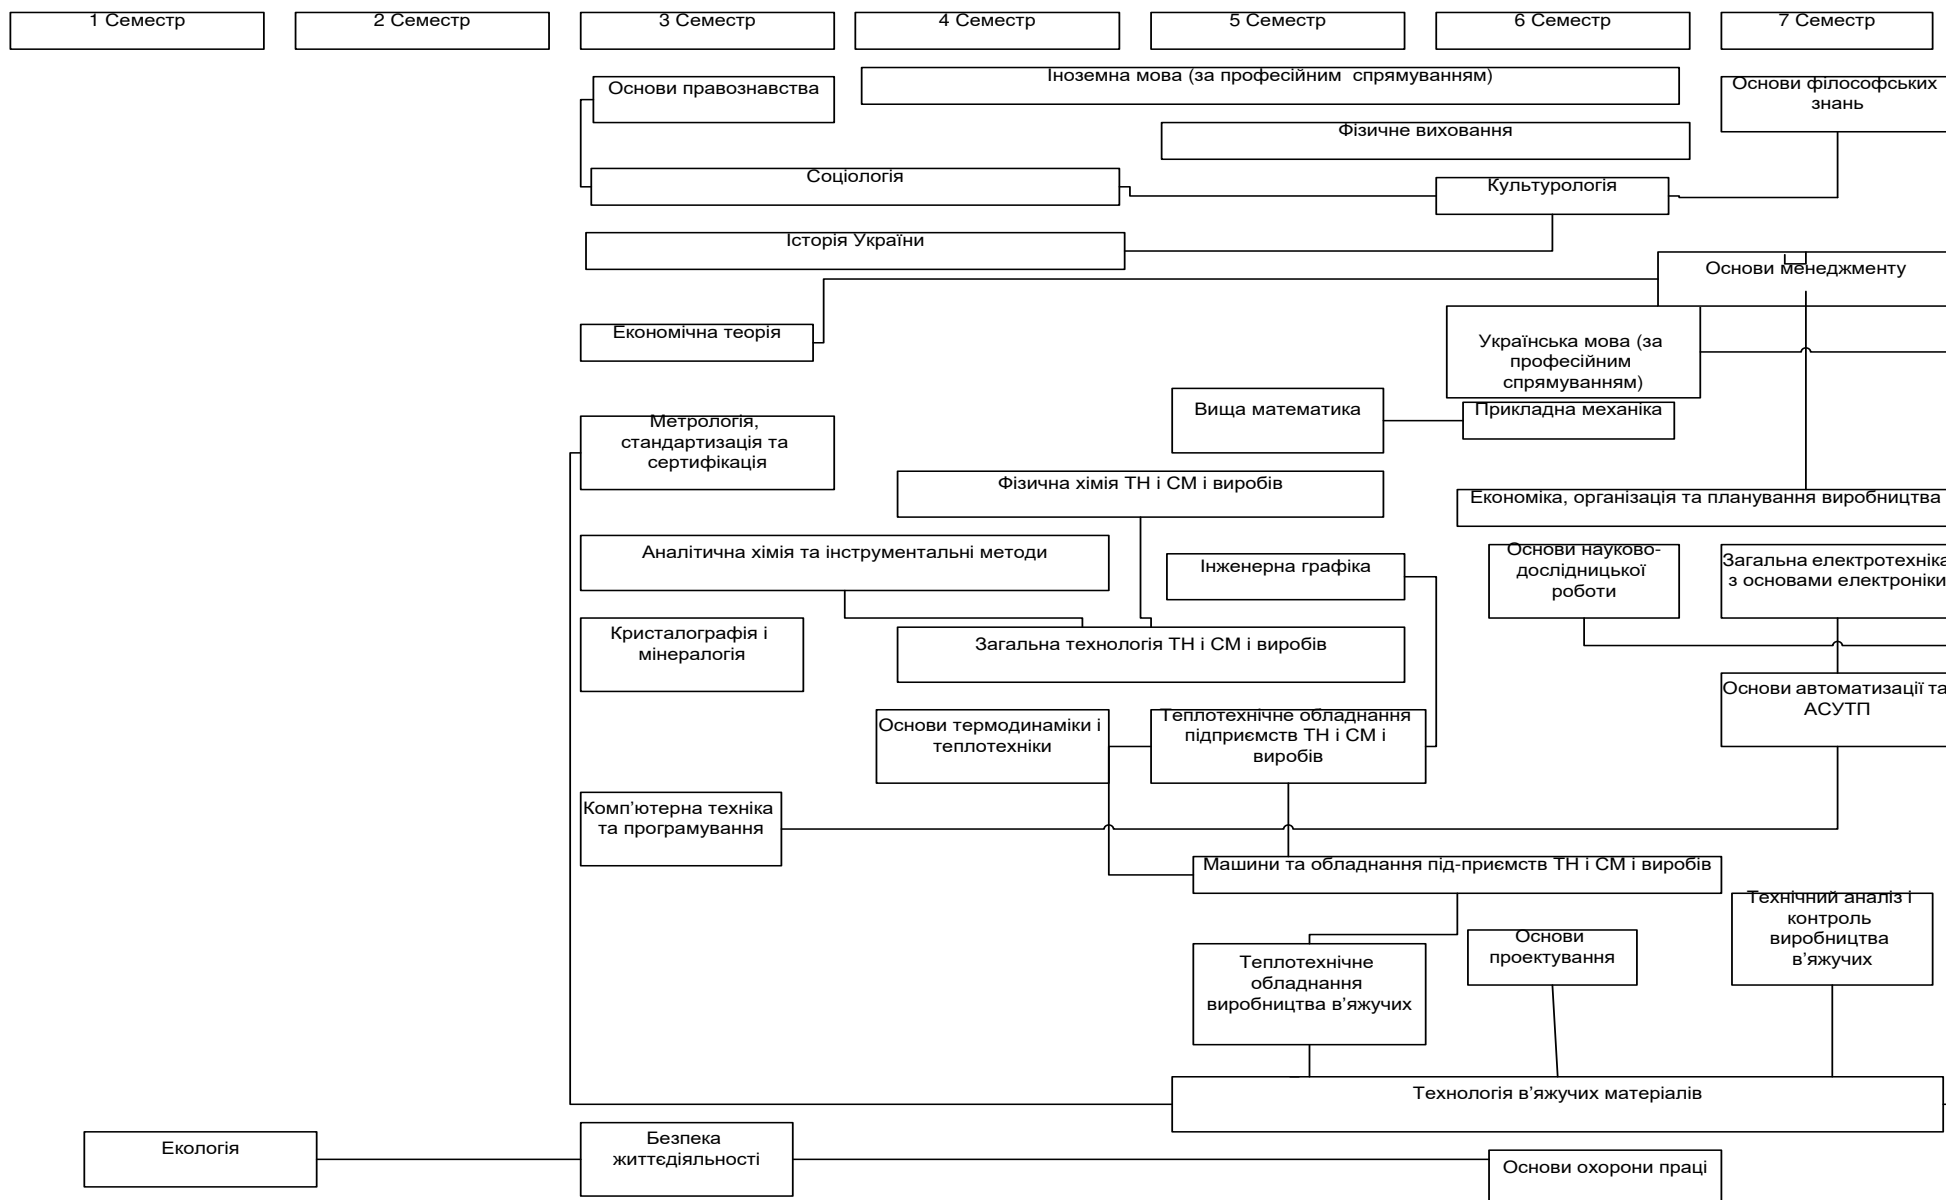 1 Семестр
2 Семестр
3 Семестр
4 Семестр
5 Семестр
6 Семестр
7 Семестр
Основи правознавства
Іноземна мова (за професійним спрямуванням)
Основи філософських
знань
Фізичне виховання
Соціологія
Культурологія
Історія України
Основи менеджменту
Економічна теорія
Українська мова (за
професійним
спрямуванням)
Вища математика
Прикладна механіка
Метрологія,
стандартизація та
сертифікація
Фізична хімія ТН і СМ і виробів
Економіка, організація та планування виробництва
Аналітична хімія та інструментальні методи
Інженерна графіка
Основи науково-
дослідницької
роботи
Загальна електротехніка
з основами електроніки
Кристалографія і
мінералогія
Загальна технологія ТН і СМ і виробів
Основи автоматизації та
АСУТП
Основи термодинаміки і
теплотехніки
Теплотехнічне обладнання
підприємств ТН і СМ і
виробів
Комп’ютерна техніка
та програмування
Машини та обладнання під-приємств ТН і СМ і виробів
Технічний аналіз і
контроль
виробництва
в’яжучих
Теплотехнічне
обладнання
виробництва в’яжучих
Основи
проектування
Технологія в’яжучих матеріалів
Екологія
Безпека
життєдіяльності
Основи охорони праці